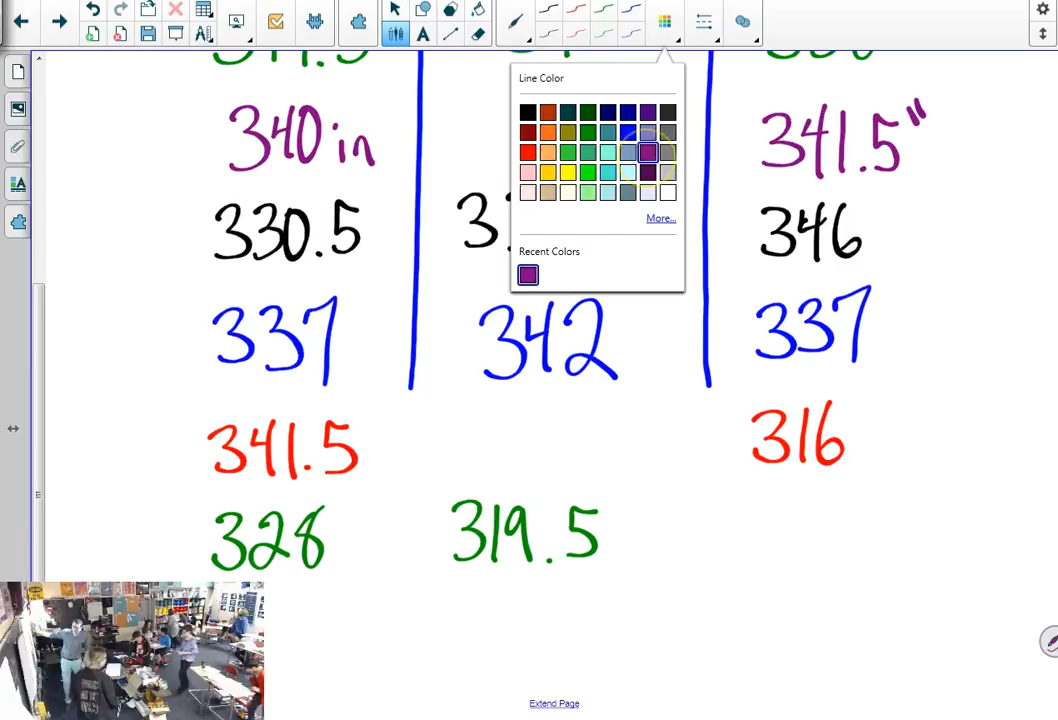 Line Color
340 in
341.5"
330.5
346
More...
Recent Colors
337
342
337
341.5
316
328
319.5
Extend Page